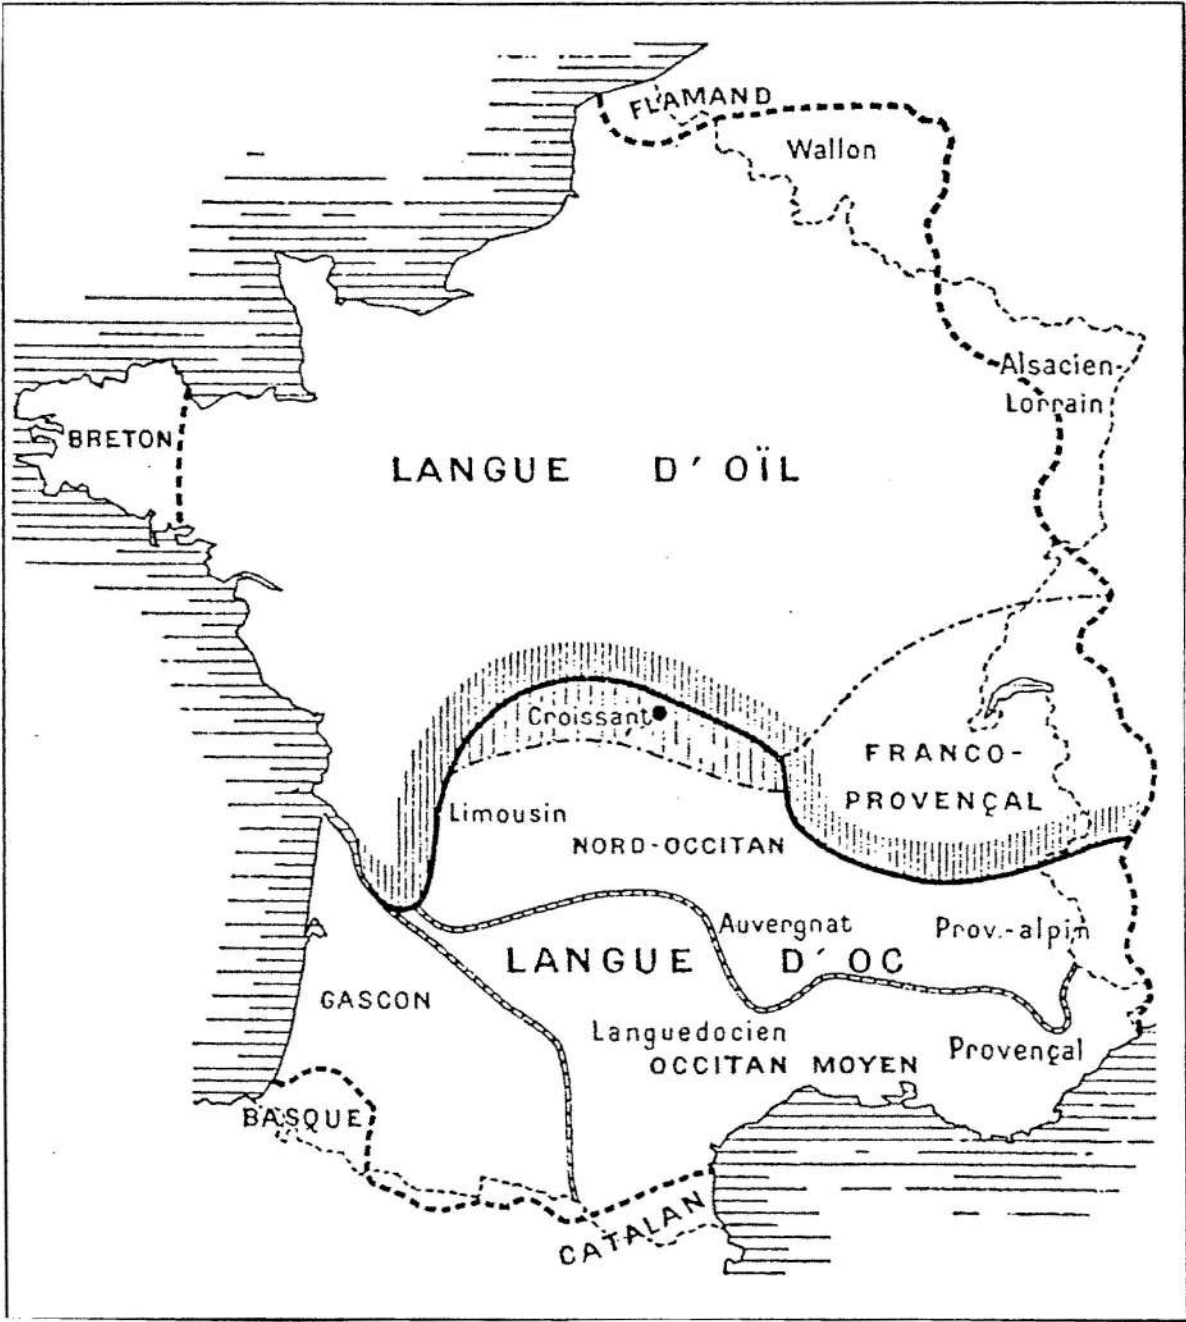 FLAMAND
Wallon
Alsacien-
Lorrain
BRETON
LANGUE D'OÏL
Croissant
FRANCO-
PROVENÇAL
Limousin
NORD-OCCITAN
Auvergnat
Prov.-alpin
LANGUE D'OC
GASCON
Languedocien
Provençal
OCCITAN MOYEN
BASQUE
CATALAN